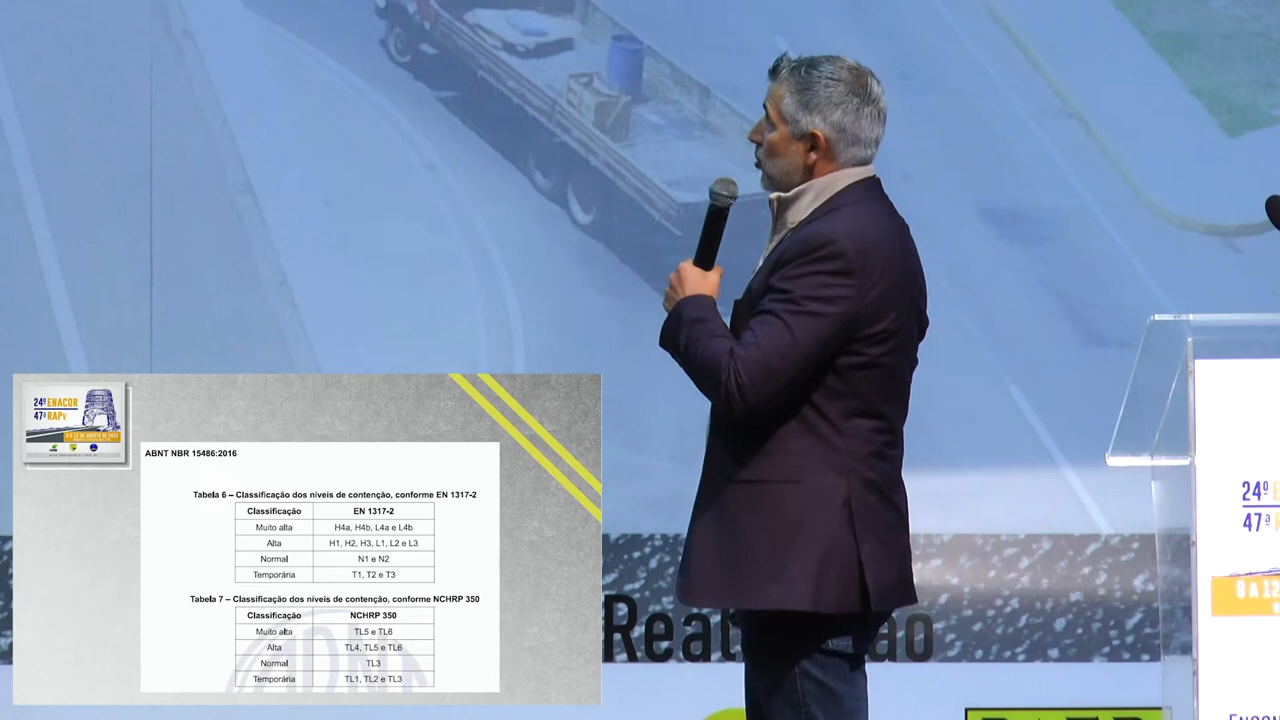 24º ENACOR
47ª RAPv
ABNT NBR 15486:2016
Tabela 6 – Classificação dos níveis de contenção, conforme EN 1317-2
Classificação EN 1317-2
Muito alta H4a, H4b, L4a e L4b
Alta H1, H2, H3, L1, L2 e L3
Normal N1 e N2
Temporária T1, T2 e T3
Tabela 7 – Classificação dos níveis de contenção, conforme NCHRP 350
Classificação NCHRP 350
Muito alta TL5 e TL6
Alta TL4, TL5 e TL6
Normal TL3
Temporária TL1, TL2 e TL3
24º
47ª
9 A 12